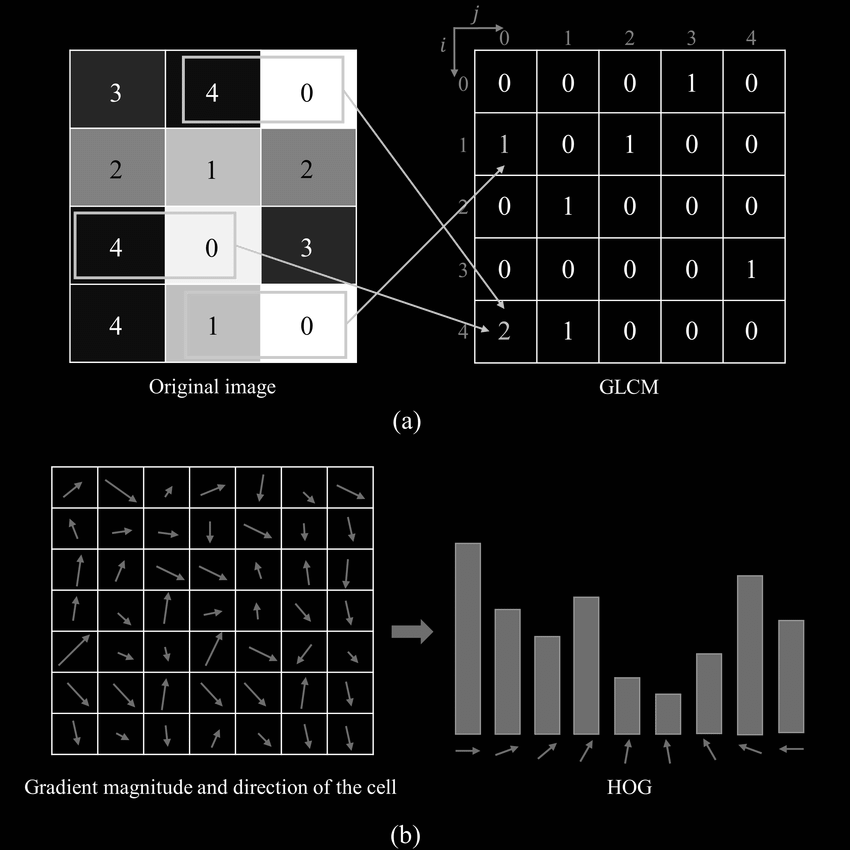 j
i 0 1 2 3 4
3 4 0
2 1 2
4 0 3
4 1 0
0 0 0 0 1 0
1 1 0 1 0 0
2 0 1 0 0 0
3 0 0 0 0 1
4 2 1 0 0 0
Original image
GLCM
(a)
Gradient magnitude and direction of the cell
HOG
(b)